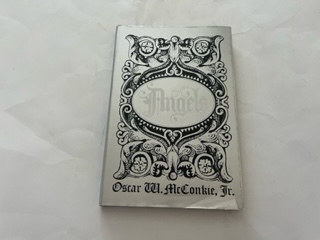 Angels
Oscar W. McConkie, Jr.